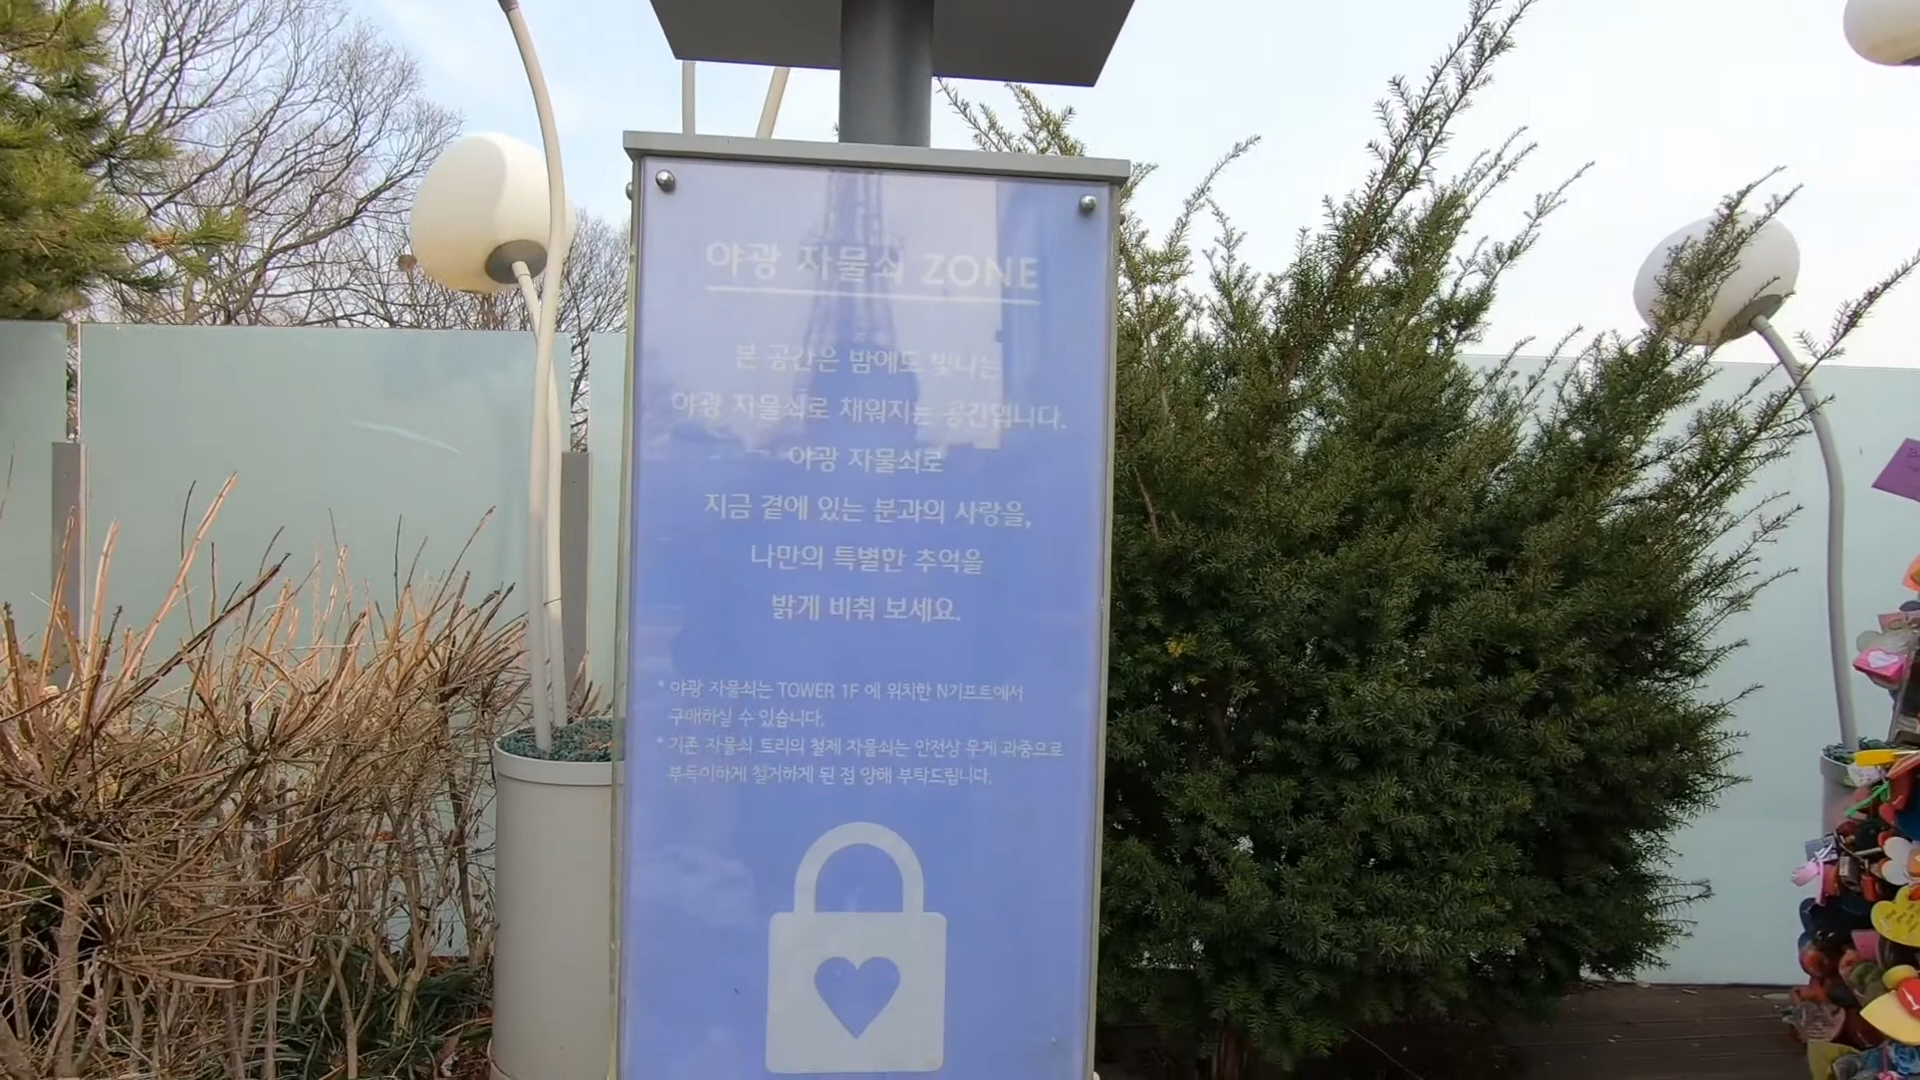 야광 자물쇠 ZONE
본 공간은 밤에도 빛나는
야광 자물쇠로 채워지는 공간입니다.
야광 자물쇠로
지금 곁에 있는 분과의 사랑을,
나만의 특별한 추억을
밝게 비춰 보세요.
* 야광 자물쇠는 TOWER 1F 에 위치한 N기프트에서
구매하실 수 있습니다.
* 기존 자물쇠 트리의 철제 자물쇠는 안전상 무게 과중으로
부득이하게 철거하게 된 점 양해 부탁드립니다.